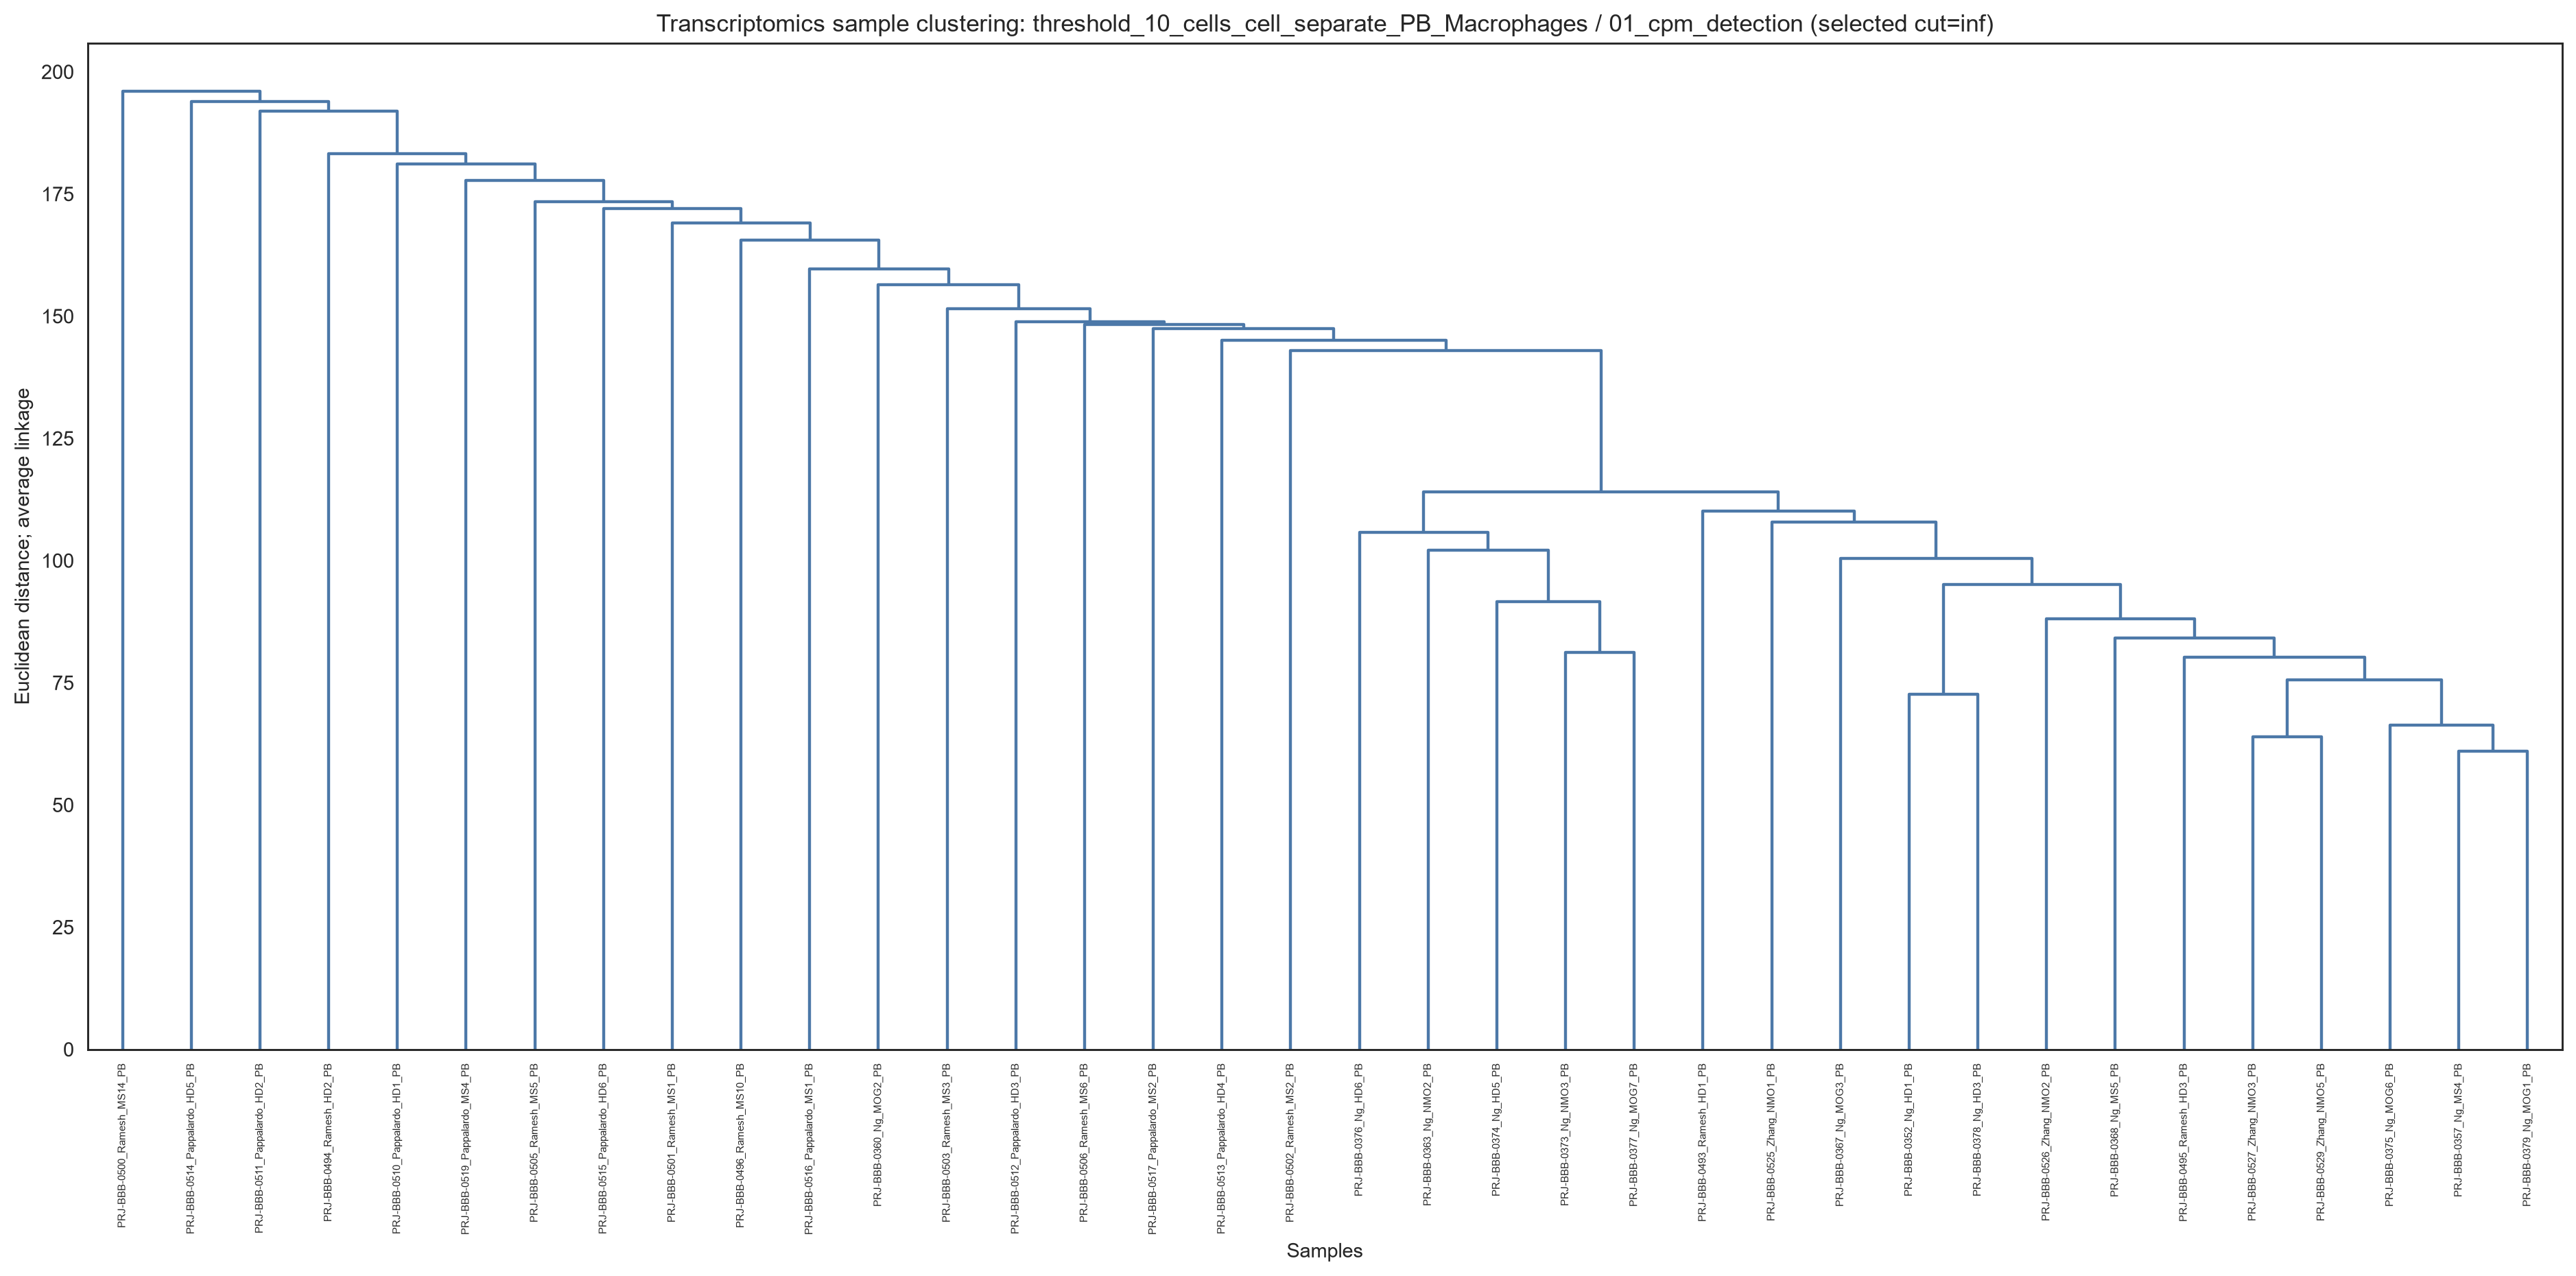 Transcriptomics sample clustering: threshold_10_cells_cell_separate_PB_Macrophages / 01_cpm_detection (selected cut=inf)
Euclidean distance; average linkage
200
175
150
125
100
75
50
25
0
PRJ-BBB-0500_Ramesh_MS14_PB
PRJ-BBB-0514_Pappalardo_HD5_PB
PRJ-BBB-0511_Pappalardo_HD2_PB
PRJ-BBB-0494_Ramesh_HD2_PB
PRJ-BBB-0510_Pappalardo_HD1_PB
PRJ-BBB-0519_Pappalardo_MS4_PB
PRJ-BBB-0505_Ramesh_MS5_PB
PRJ-BBB-0515_Pappalardo_HD6_PB
PRJ-BBB-0501_Ramesh_MS1_PB
PRJ-BBB-0496_Ramesh_MS10_PB
PRJ-BBB-0516_Pappalardo_MS1_PB
PRJ-BBB-0360_Ng_MOG2_PB
PRJ-BBB-0503_Ramesh_MS3_PB
PRJ-BBB-0512_Pappalardo_HD3_PB
PRJ-BBB-0506_Ramesh_MS6_PB
PRJ-BBB-0517_Pappalardo_MS2_PB
PRJ-BBB-0513_Pappalardo_HD4_PB
PRJ-BBB-0502_Ramesh_MS2_PB
PRJ-BBB-0376_Ng_HD6_PB
PRJ-BBB-0363_Ng_NMO2_PB
PRJ-BBB-0374_Ng_HD5_PB
PRJ-BBB-0373_Ng_NMO3_PB
PRJ-BBB-0377_Ng_MOG7_PB
PRJ-BBB-0493_Ramesh_HD1_PB
PRJ-BBB-0525_Zhang_NMO1_PB
PRJ-BBB-0367_Ng_MOG3_PB
PRJ-BBB-0352_Ng_HD1_PB
PRJ-BBB-0378_Ng_HD3_PB
PRJ-BBB-0526_Zhang_NMO2_PB
PRJ-BBB-0368_Ng_MS5_PB
PRJ-BBB-0495_Ramesh_HD3_PB
PRJ-BBB-0527_Zhang_NMO3_PB
PRJ-BBB-0529_Zhang_NMO5_PB
PRJ-BBB-0375_Ng_MOG6_PB
PRJ-BBB-0357_Ng_MS4_PB
PRJ-BBB-0379_Ng_MOG1_PB
Samples